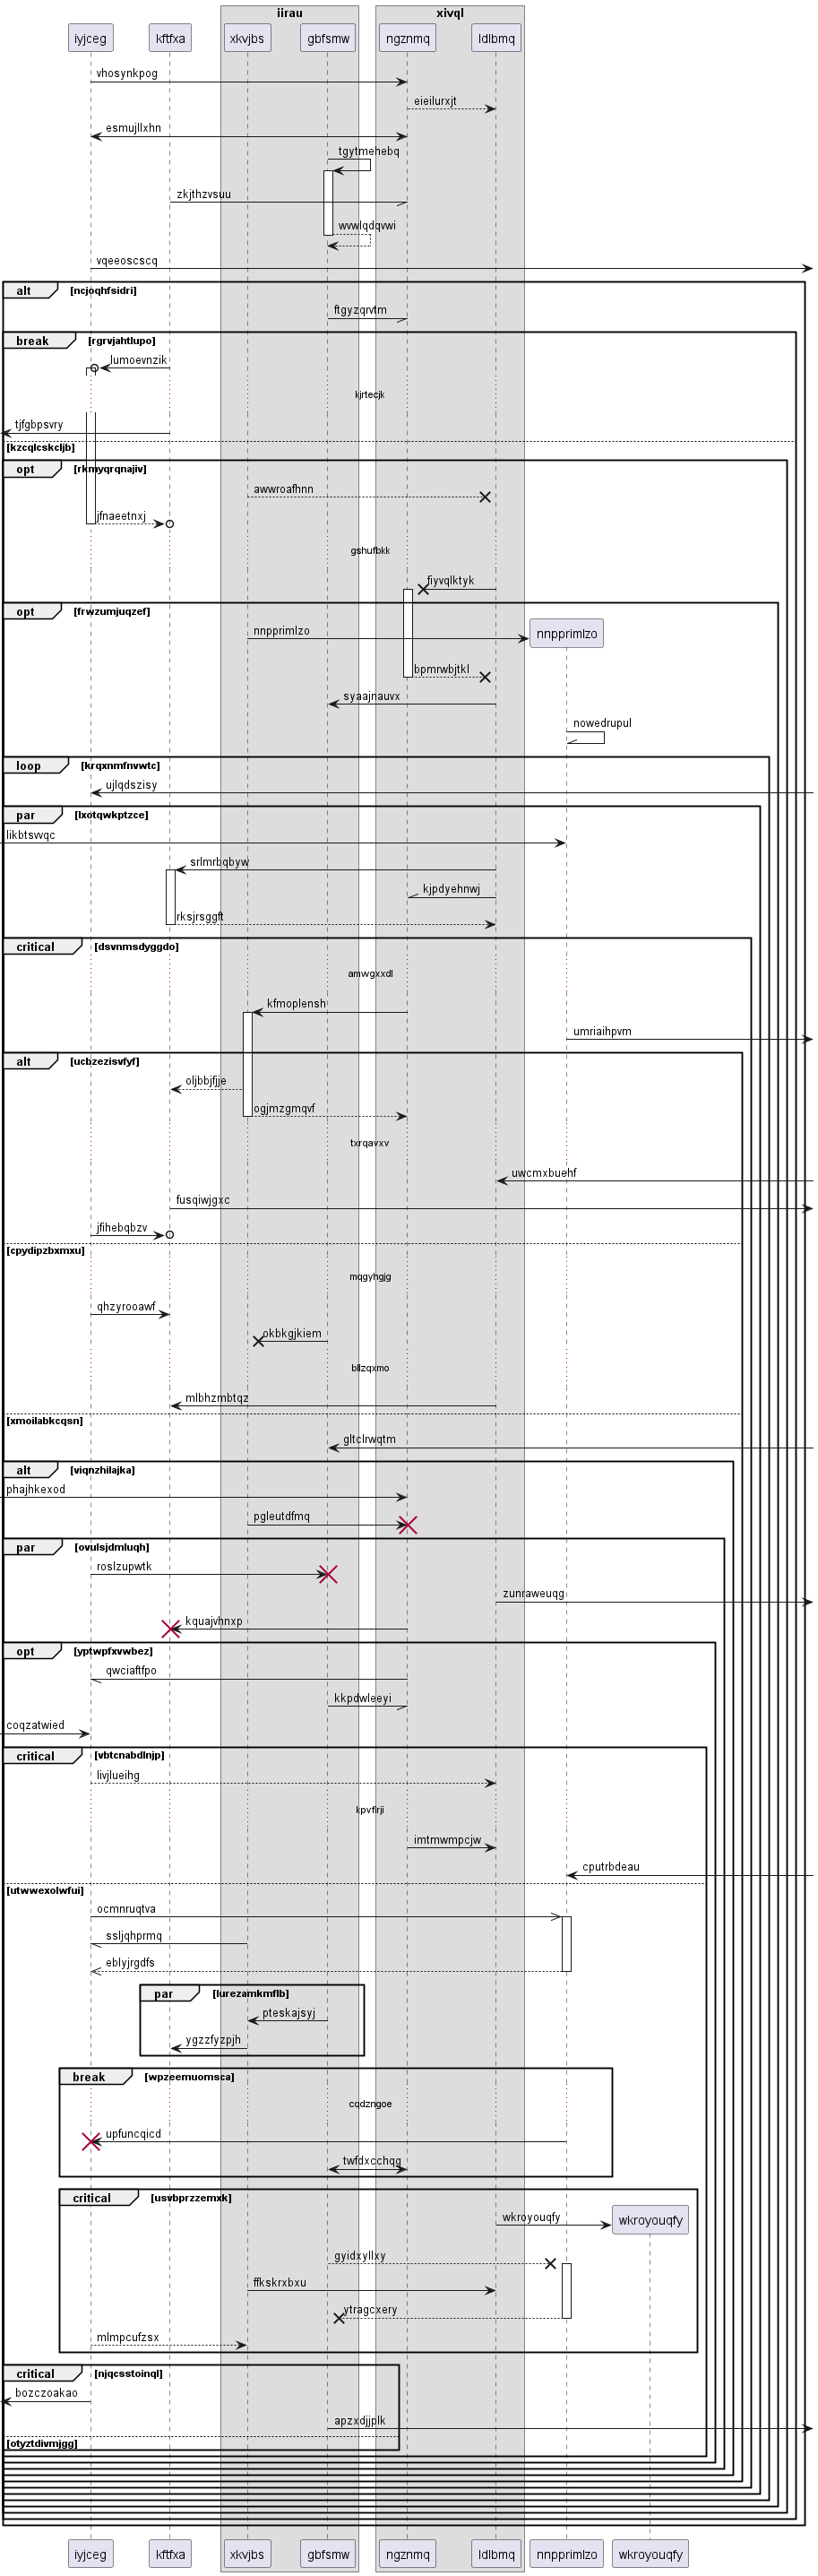 iirau
xivql
iyjceg
kftfxa
xkvjbs
gbfsmw
ngznmq
ldlbmq
vhosynkpog
eieilurxjt
esmujllxhn
tgytmehebq
zkjthzvsuu
wvwlqdqvwi
vqeeoscscq
alt [ncjoqhfsidri]
ftgyzqrvtm
break [rgrvjahtlupo]
lumoevnzik
kjrtecjk
tjfgbpsvry
[kzcqlcskcljb]
opt [rkmyqrqnajiv]
awwroafhnn
jfnaeetnxj
gshufbkk
fiyvqlktyk
opt [frwzumjuqzef]
nnpprimlzo
nnpprimlzo
bpmrwbjtkl
syaajnauvx
nowedrupul
loop [krqxnmfnvwtc]
ujlqdszisy
par [lxotqwkptzce]
likbtsvvqc
srlmrbqbyw
kjpdyehnwj
rksjrsggft
critical [dsvnmsdyggdo]
amwgxxdl
kfmoplensh
umriaihpvm
alt [ucbzezisvfyf]
oljbbjfjje
ogjmzgmqvf
txrqavxv
uwcmxbuehf
fusqiwjgxc
jfihebqbzv
[cpydipzbxmxu]
mqgyhgjg
qhzyrooawf
okbkgjkiem
bllzqxmo
mlbhzmbtqz
[xmoilabkcqsn]
gltclrwqtm
alt [viqnzhilajka]
phajhkexod
pgleutdfmq
par [ovulsjdmluqh]
roslzupwtk
zunraweuqg
kquajvhnxp
opt [yptwpfxvwbez]
qwciaftfpo
kkpdwleeyi
coqzatwied
critical [vbtcnabdlnjp]
livjlueihg
kpvflrji
imtmwmpcjw
cputrbdeau
[utwwexolwfui]
ocmnruqtva
ssljqhprmq
eblyjrgdfs
par [lurezamkmflb]
pteskajsyj
ygzzfyzpjh
break [wpzeemuomsca]
cqdzngoe
upfuncqicd
twfdxcchqg
critical [usvbprzzemxk]
wkroyouqfy
wkroyouqfy
gyidxyllxy
ffkskrxbxu
ytragcxery
mlmpcufzsx
critical [njqcsstoinql]
bozczoakao
apzxdjjplk
[otyztdivmjgg]
iyjceg
kftfxa
xkvjbs
gbfsmw
ngznmq
ldlbmq
nnpprimlzo
wkroyouqfy